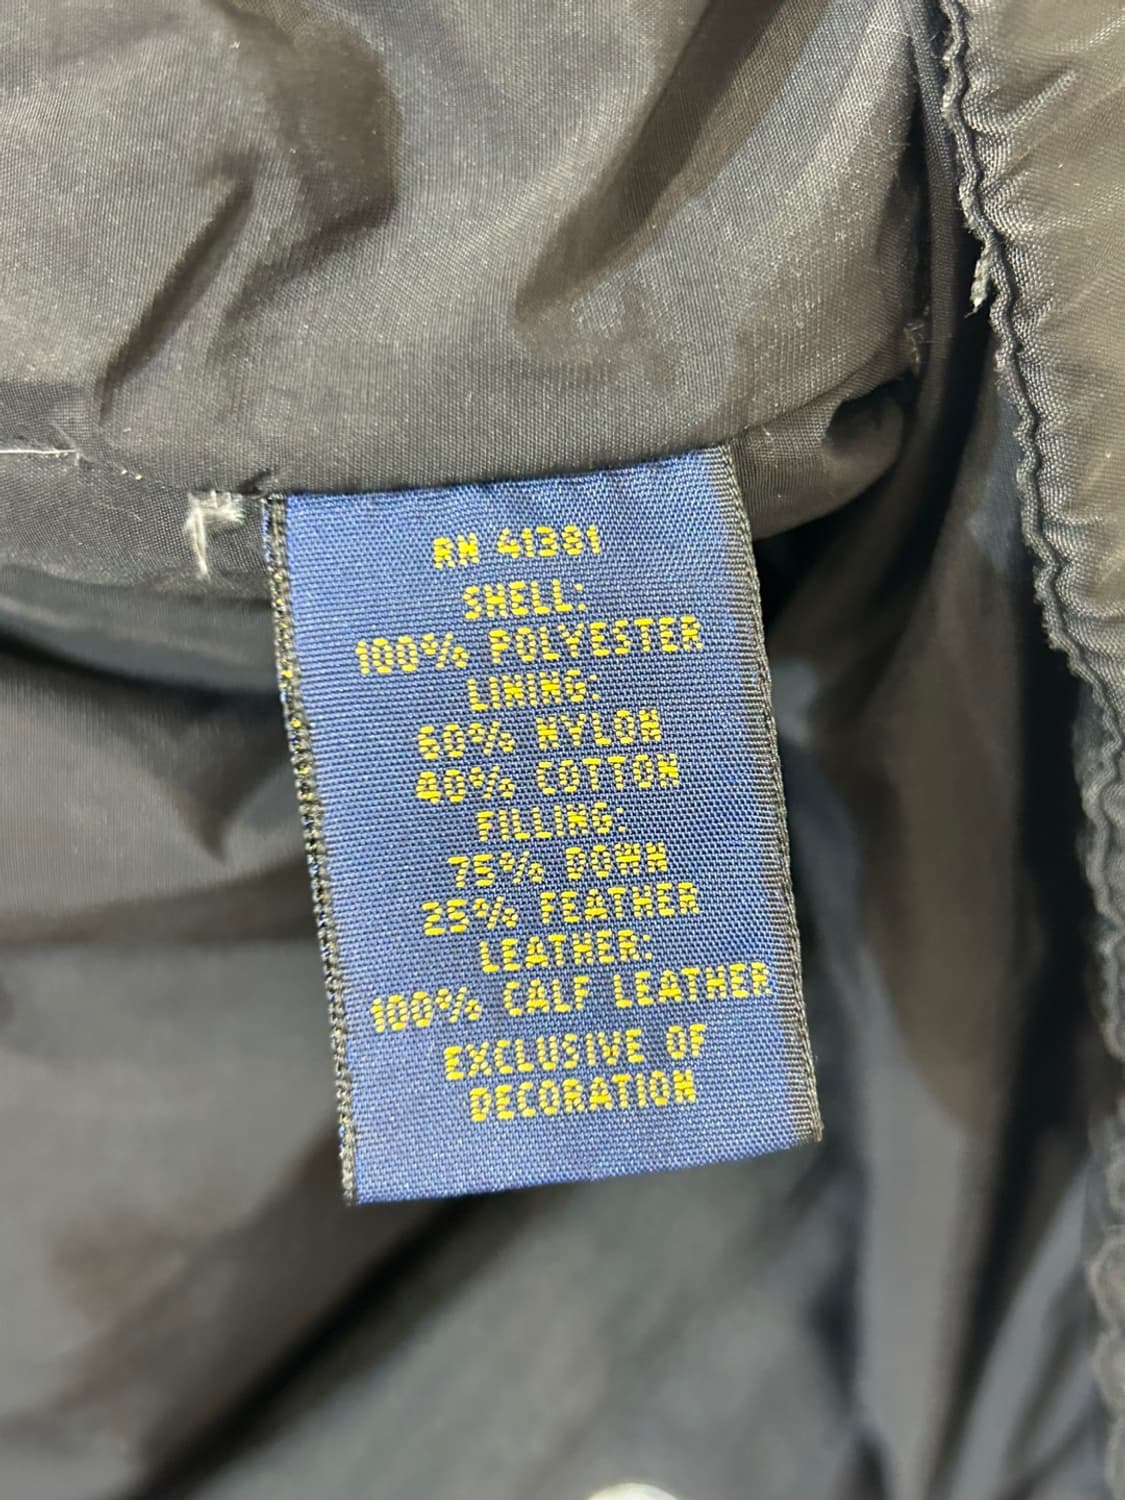 RN 41381
SHELL:
100% POLYESTER
LINING:
60% NYLON
40% COTTON
FILLING:
75% DOWN
25% FEATHER
LEATHER:
100% CALF LEATHER
EXCLUSIVE OF
DECORATION